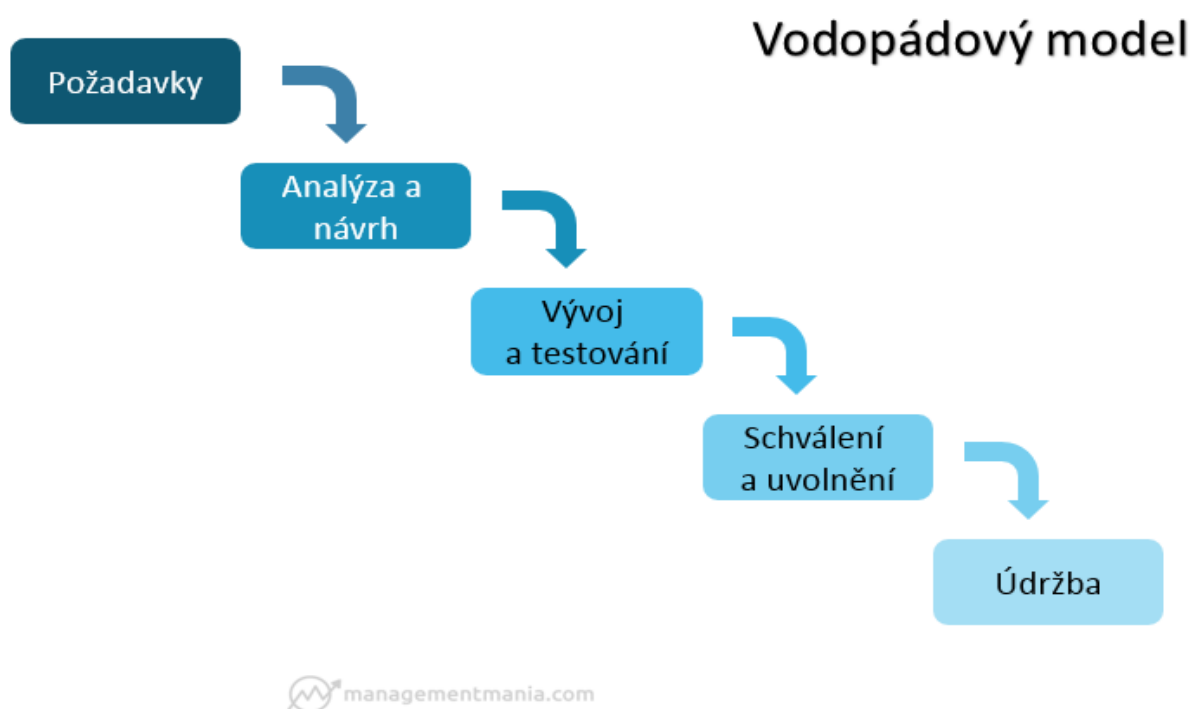 Vodopádový model
Požadavky
Analýza a
návrh
Vývoj
a testování
Schválení
a uvolnění
Údržba
managementmania.com